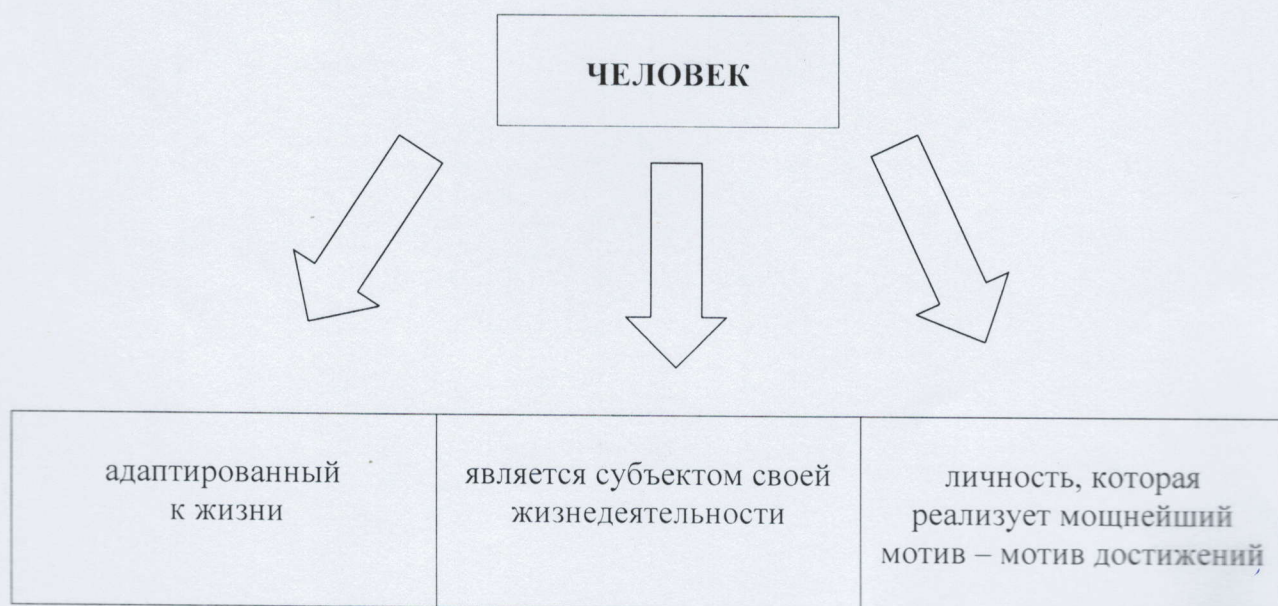 ЧЕЛОВЕК
адаптированный
к жизни
является субъектом своей
жизнедеятельности
личность, которая
реализует мощнейший
мотив – мотив достижений